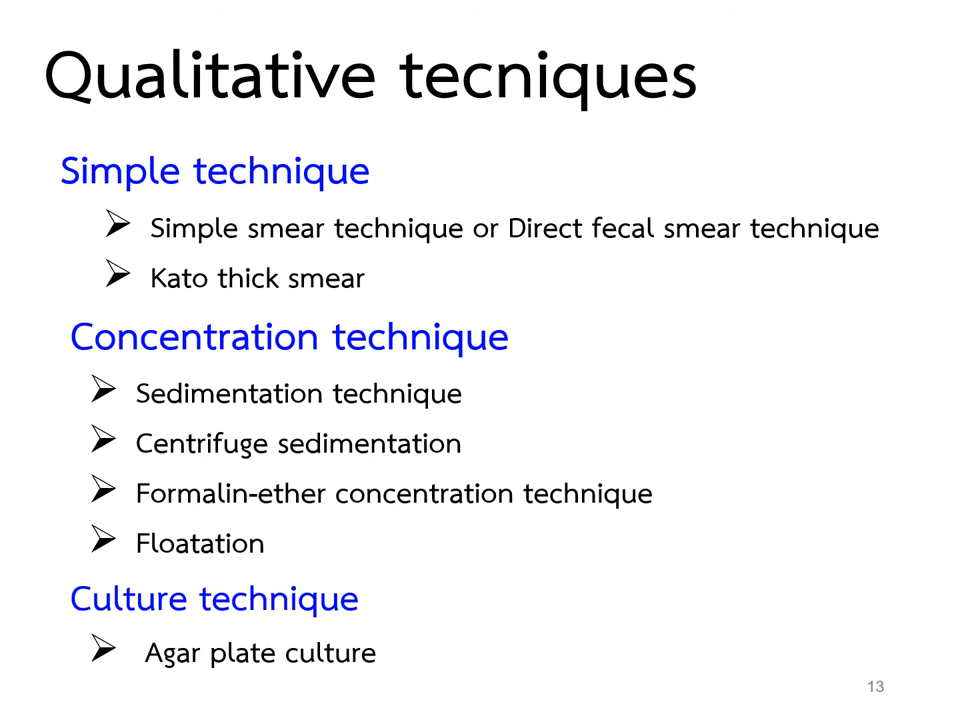 Qualitative tecniques
Simple technique
➢ Simple smear technique or Direct fecal smear technique
➢ Kato thick smear
Concentration technique
➢ Sedimentation technique
➢ Centrifuge sedimentation
➢ Formalin-ether concentration technique
➢ Floatation
Culture technique
➢ Agar plate culture
13